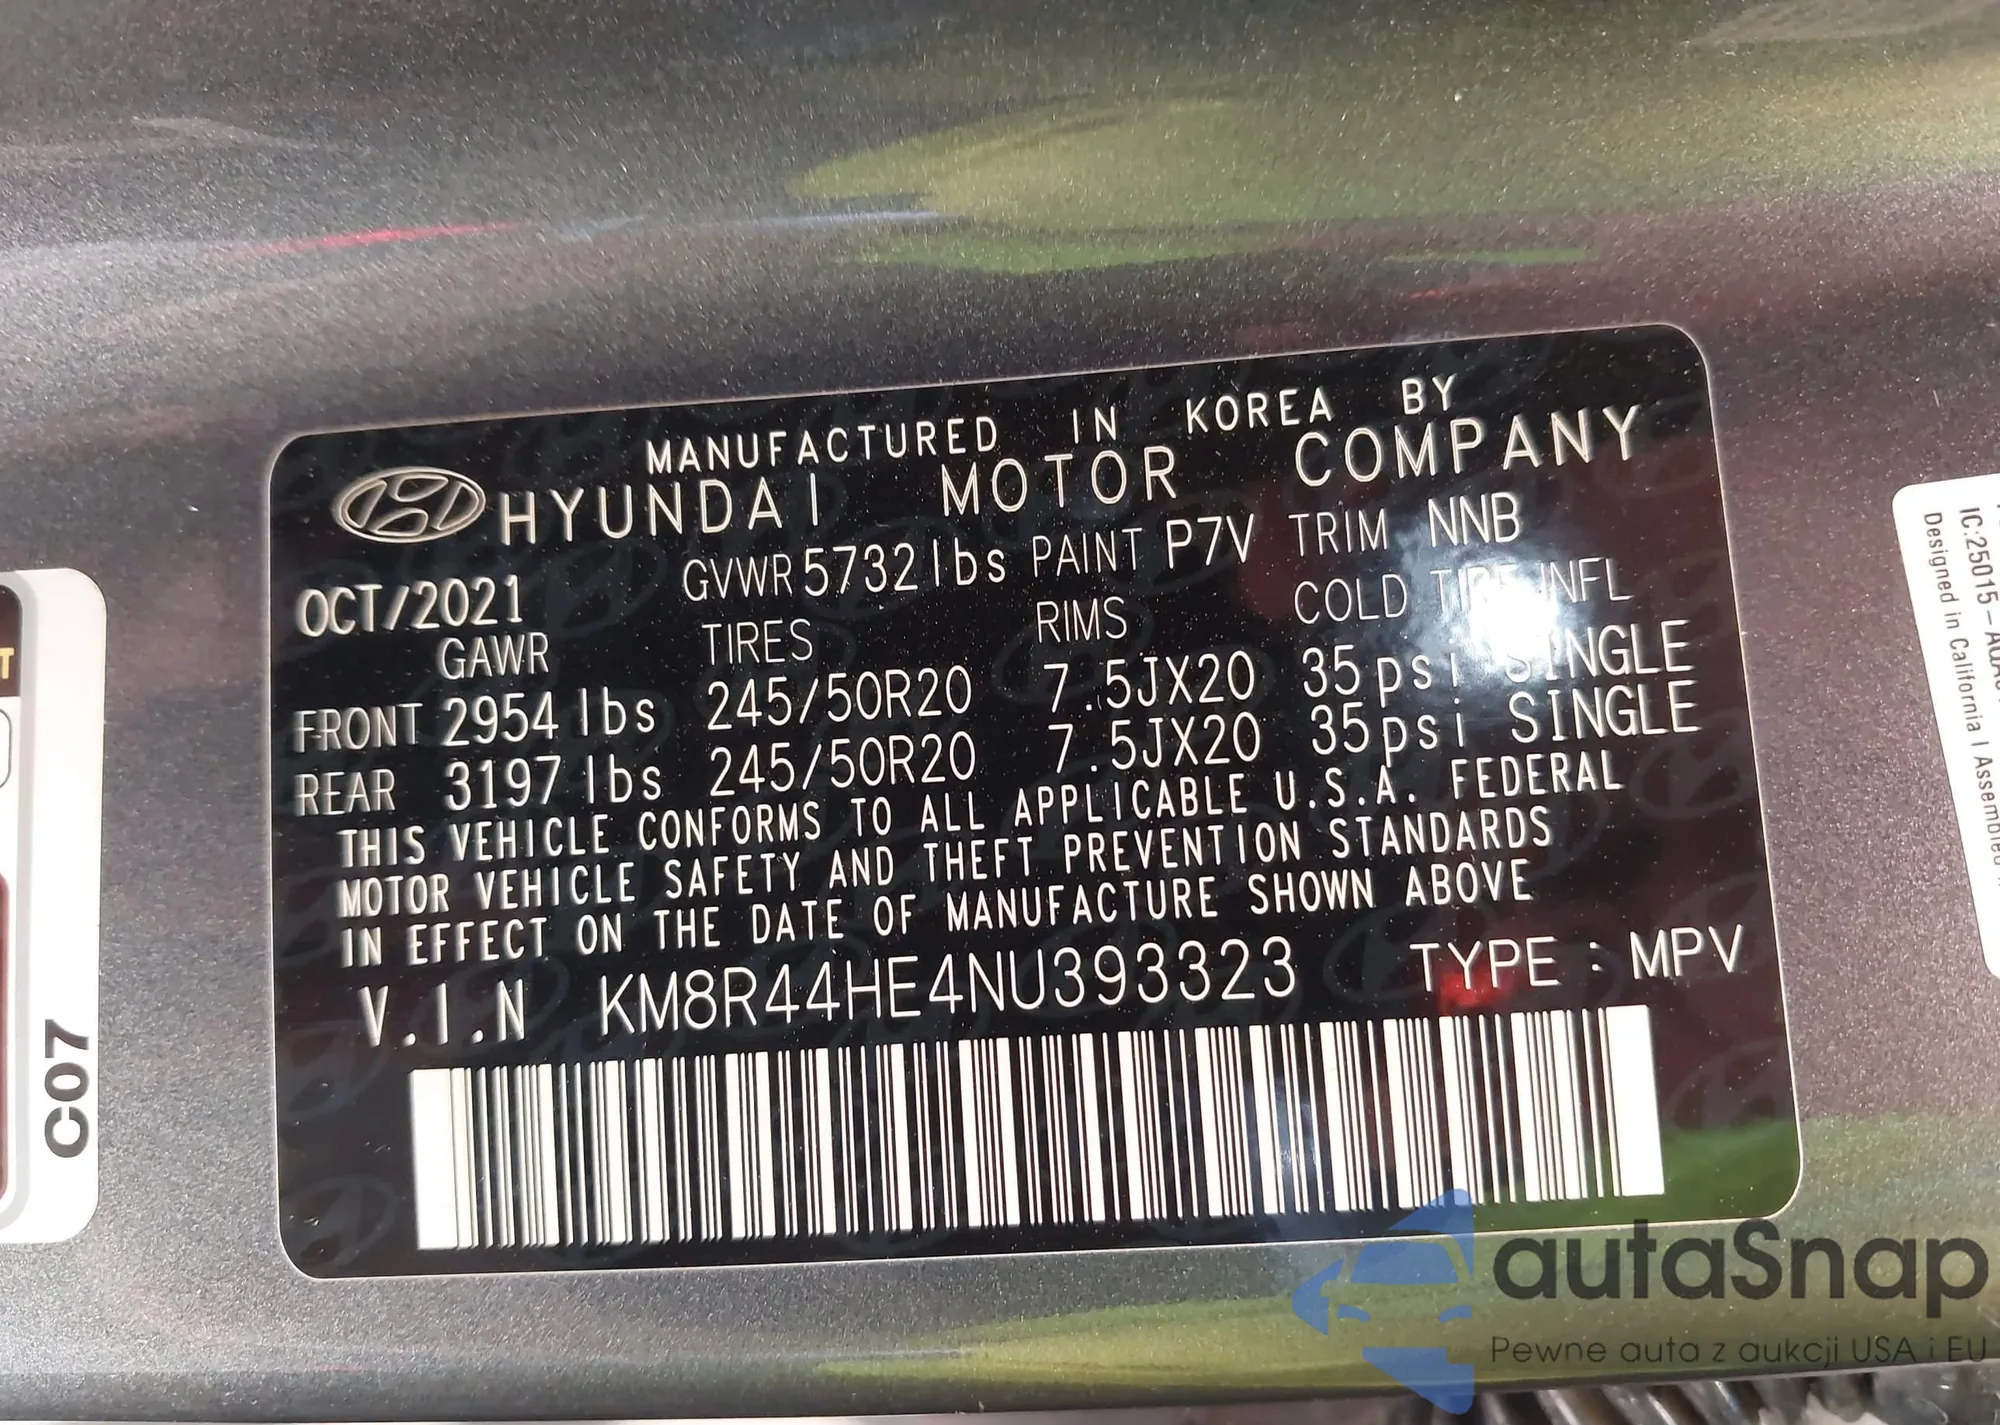 MANUFACTURED IN KOREA BY
HYUNDAI MOTOR COMPANY
OCT/2021 GVWR 5732 lbs PAINT P7V TRIM NNB
GAWR TIRES RIMS COLD TIRE INFL
FRONT 2954 lbs 245/50R20 7.5JX20 35psi SINGLE
REAR 3197 lbs 245/50R20 7.5JX20 35psi SINGLE
THIS VEHICLE CONFORMS TO ALL APPLICABLE U.S.A. FEDERAL
MOTOR VEHICLE SAFETY AND THEFT PREVENTION STANDARDS
IN EFFECT ON THE DATE OF MANUFACTURE SHOWN ABOVE
V.I.N KM8R44HE4NU393323 TYPE : MPV
C07
Designed in California I Assembled
autaSnap
Pewne auta z aukcji USA i EU